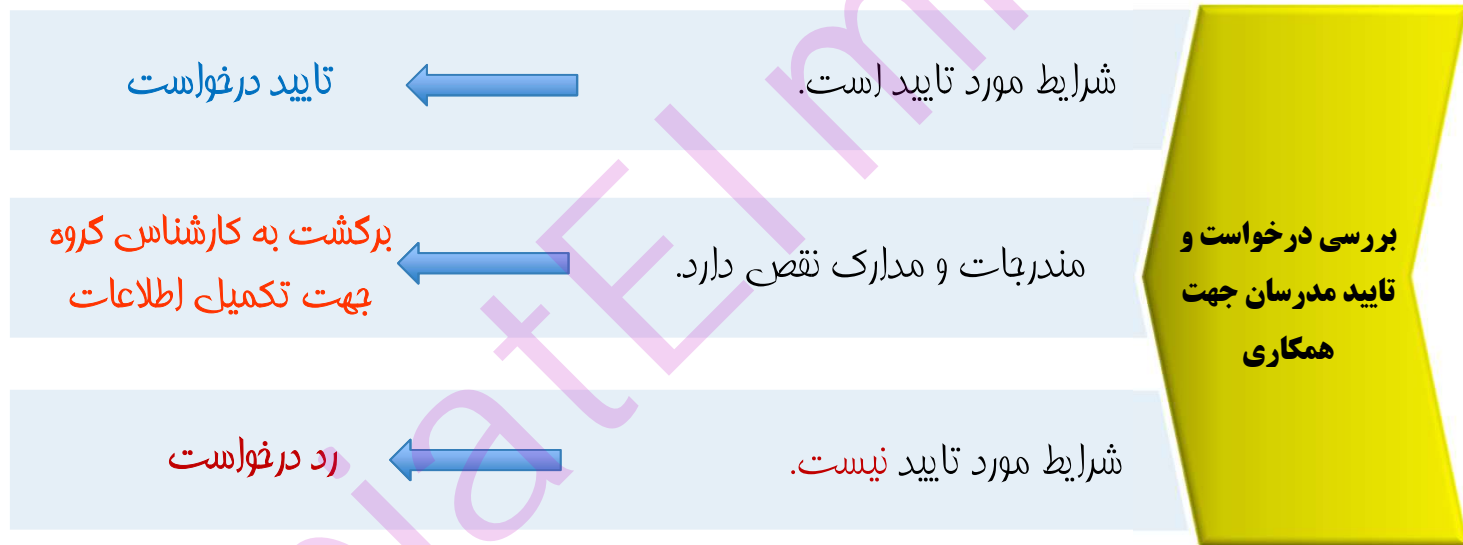 بررسی درخواست و
تایید مدرسان جهت
همکاری
شرایط مورد تایید است.
تایید درخواست
مندرجات و مدارک نقص دارد.
برگشت به کارشناس گروه
جهت تکمیل اطلاعات
شرایط مورد تایید نیست.
رد درخواست